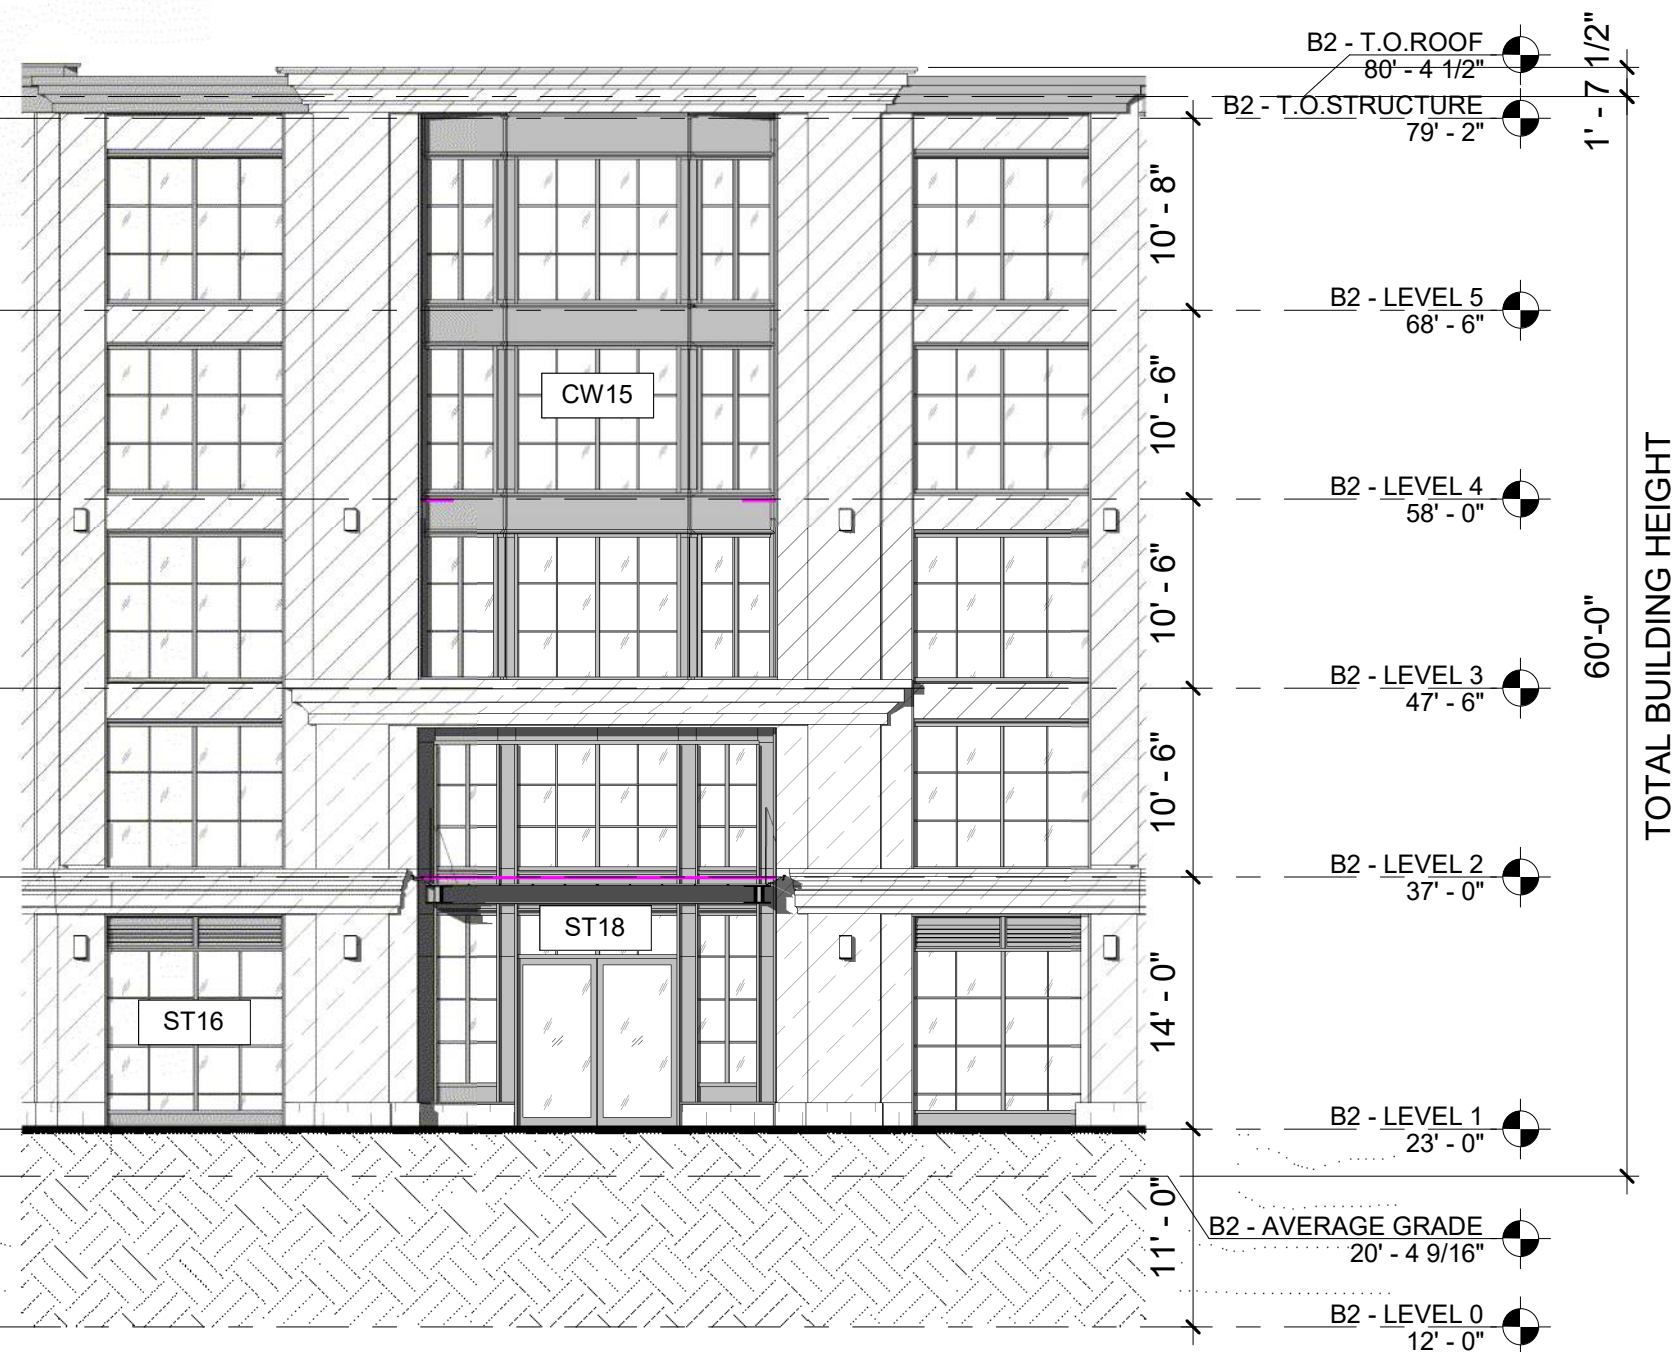 B2 - T.O.ROOF
80' - 4 1/2"
1' - 7 1/2"
B2 - T.O.STRUCTURE
79' - 2"
10' - 8"
B2 - LEVEL 5
68' - 6"
10' - 6"
CW15
B2 - LEVEL 4
58' - 0"
10' - 6"
60'-0"
TOTAL BUILDING HEIGHT
B2 - LEVEL 3
47' - 6"
10' - 6"
B2 - LEVEL 2
37' - 0"
ST18
14' - 0"
ST16
B2 - LEVEL 1
23' - 0"
11' - 0"
B2 - AVERAGE GRADE
20' - 4 9/16"
B2 - LEVEL 0
12' - 0"